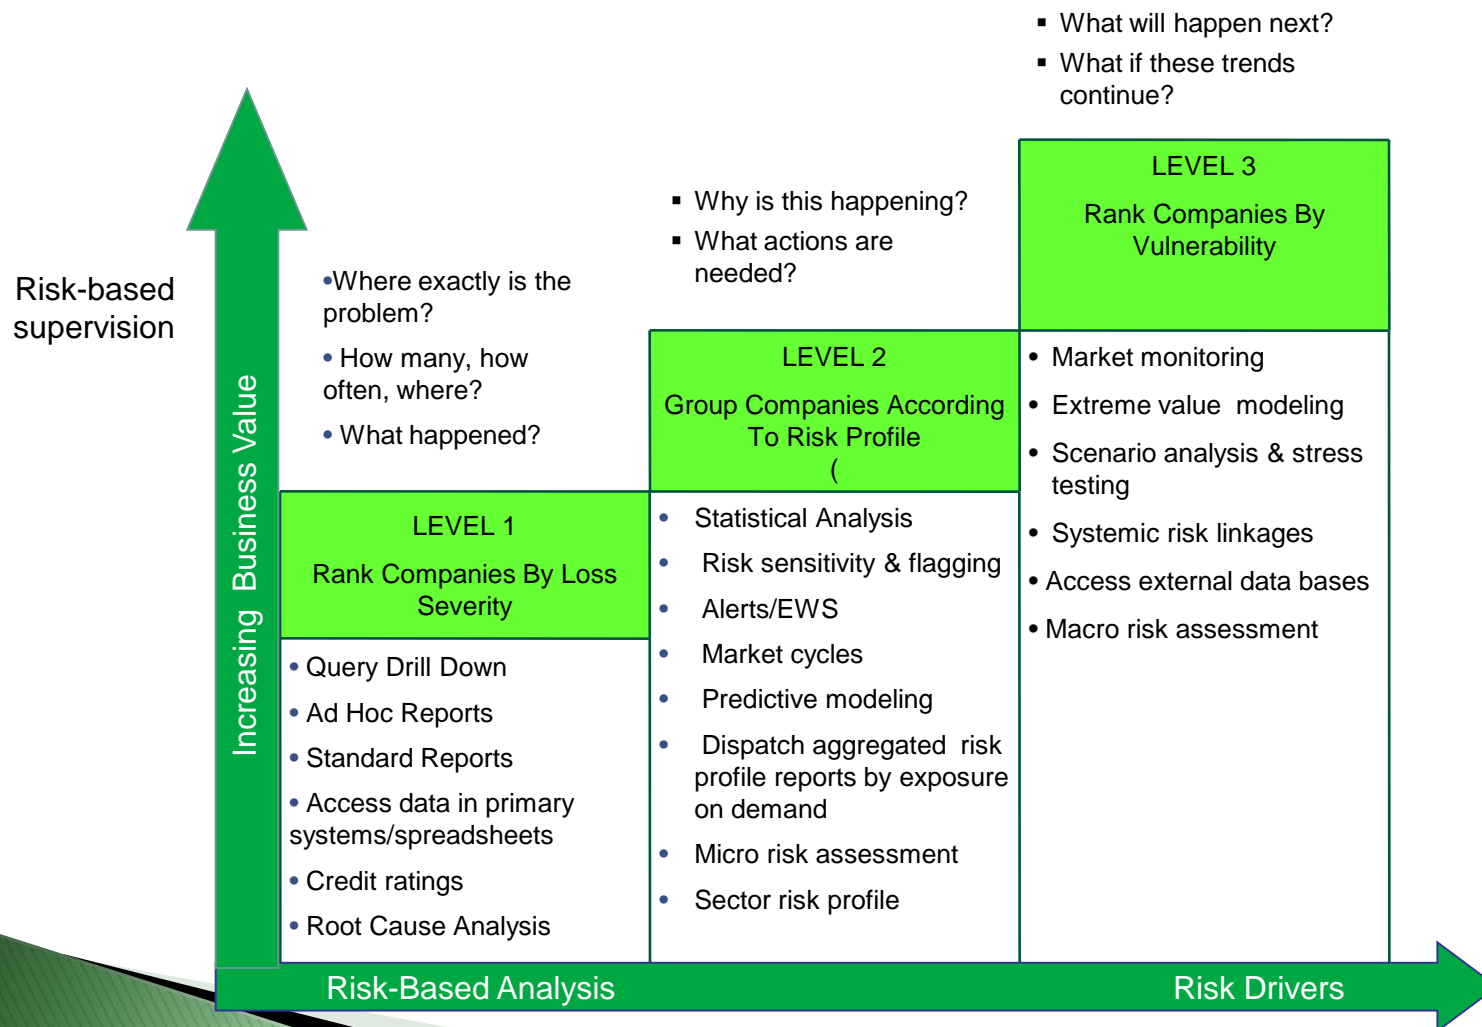 ▪ What will happen next?
▪ What if these trends
continue?
LEVEL 3
Rank Companies By
Vulnerability
▪ Why is this happening?
▪ What actions are
needed?
Risk-based
supervision
•Where exactly is the
problem?
• How many, how
often, where?
• What happened?
LEVEL 2
Group Companies According
To Risk Profile
(
LEVEL 1
Rank Companies By Loss
Severity
Increasing Business Value
• Query Drill Down
• Ad Hoc Reports
• Standard Reports
• Access data in primary
systems/spreadsheets
• Credit ratings
• Root Cause Analysis
• Statistical Analysis
• Risk sensitivity & flagging
• Alerts/EWS
• Market cycles
• Predictive modeling
• Dispatch aggregated risk
profile reports by exposure
on demand
• Micro risk assessment
• Sector risk profile
• Market monitoring
• Extreme value modeling
• Scenario analysis & stress
testing
• Systemic risk linkages
• Access external data bases
• Macro risk assessment
Risk-Based Analysis
Risk Drivers